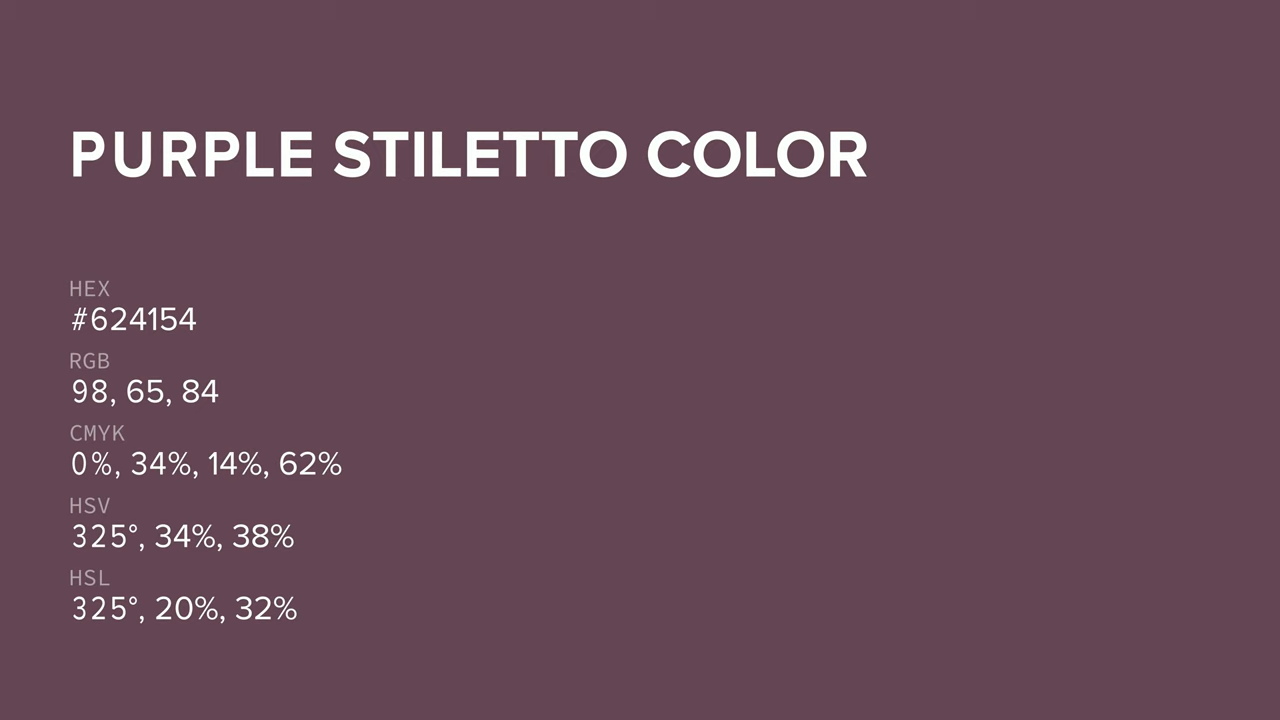 PURPLE STILETTO COLOR
HEX
#624154
RGB
98, 65, 84
CMYK
0%, 34%, 14%, 62%
HSV
325°, 34%, 38%
HSL
325°, 20%, 32%